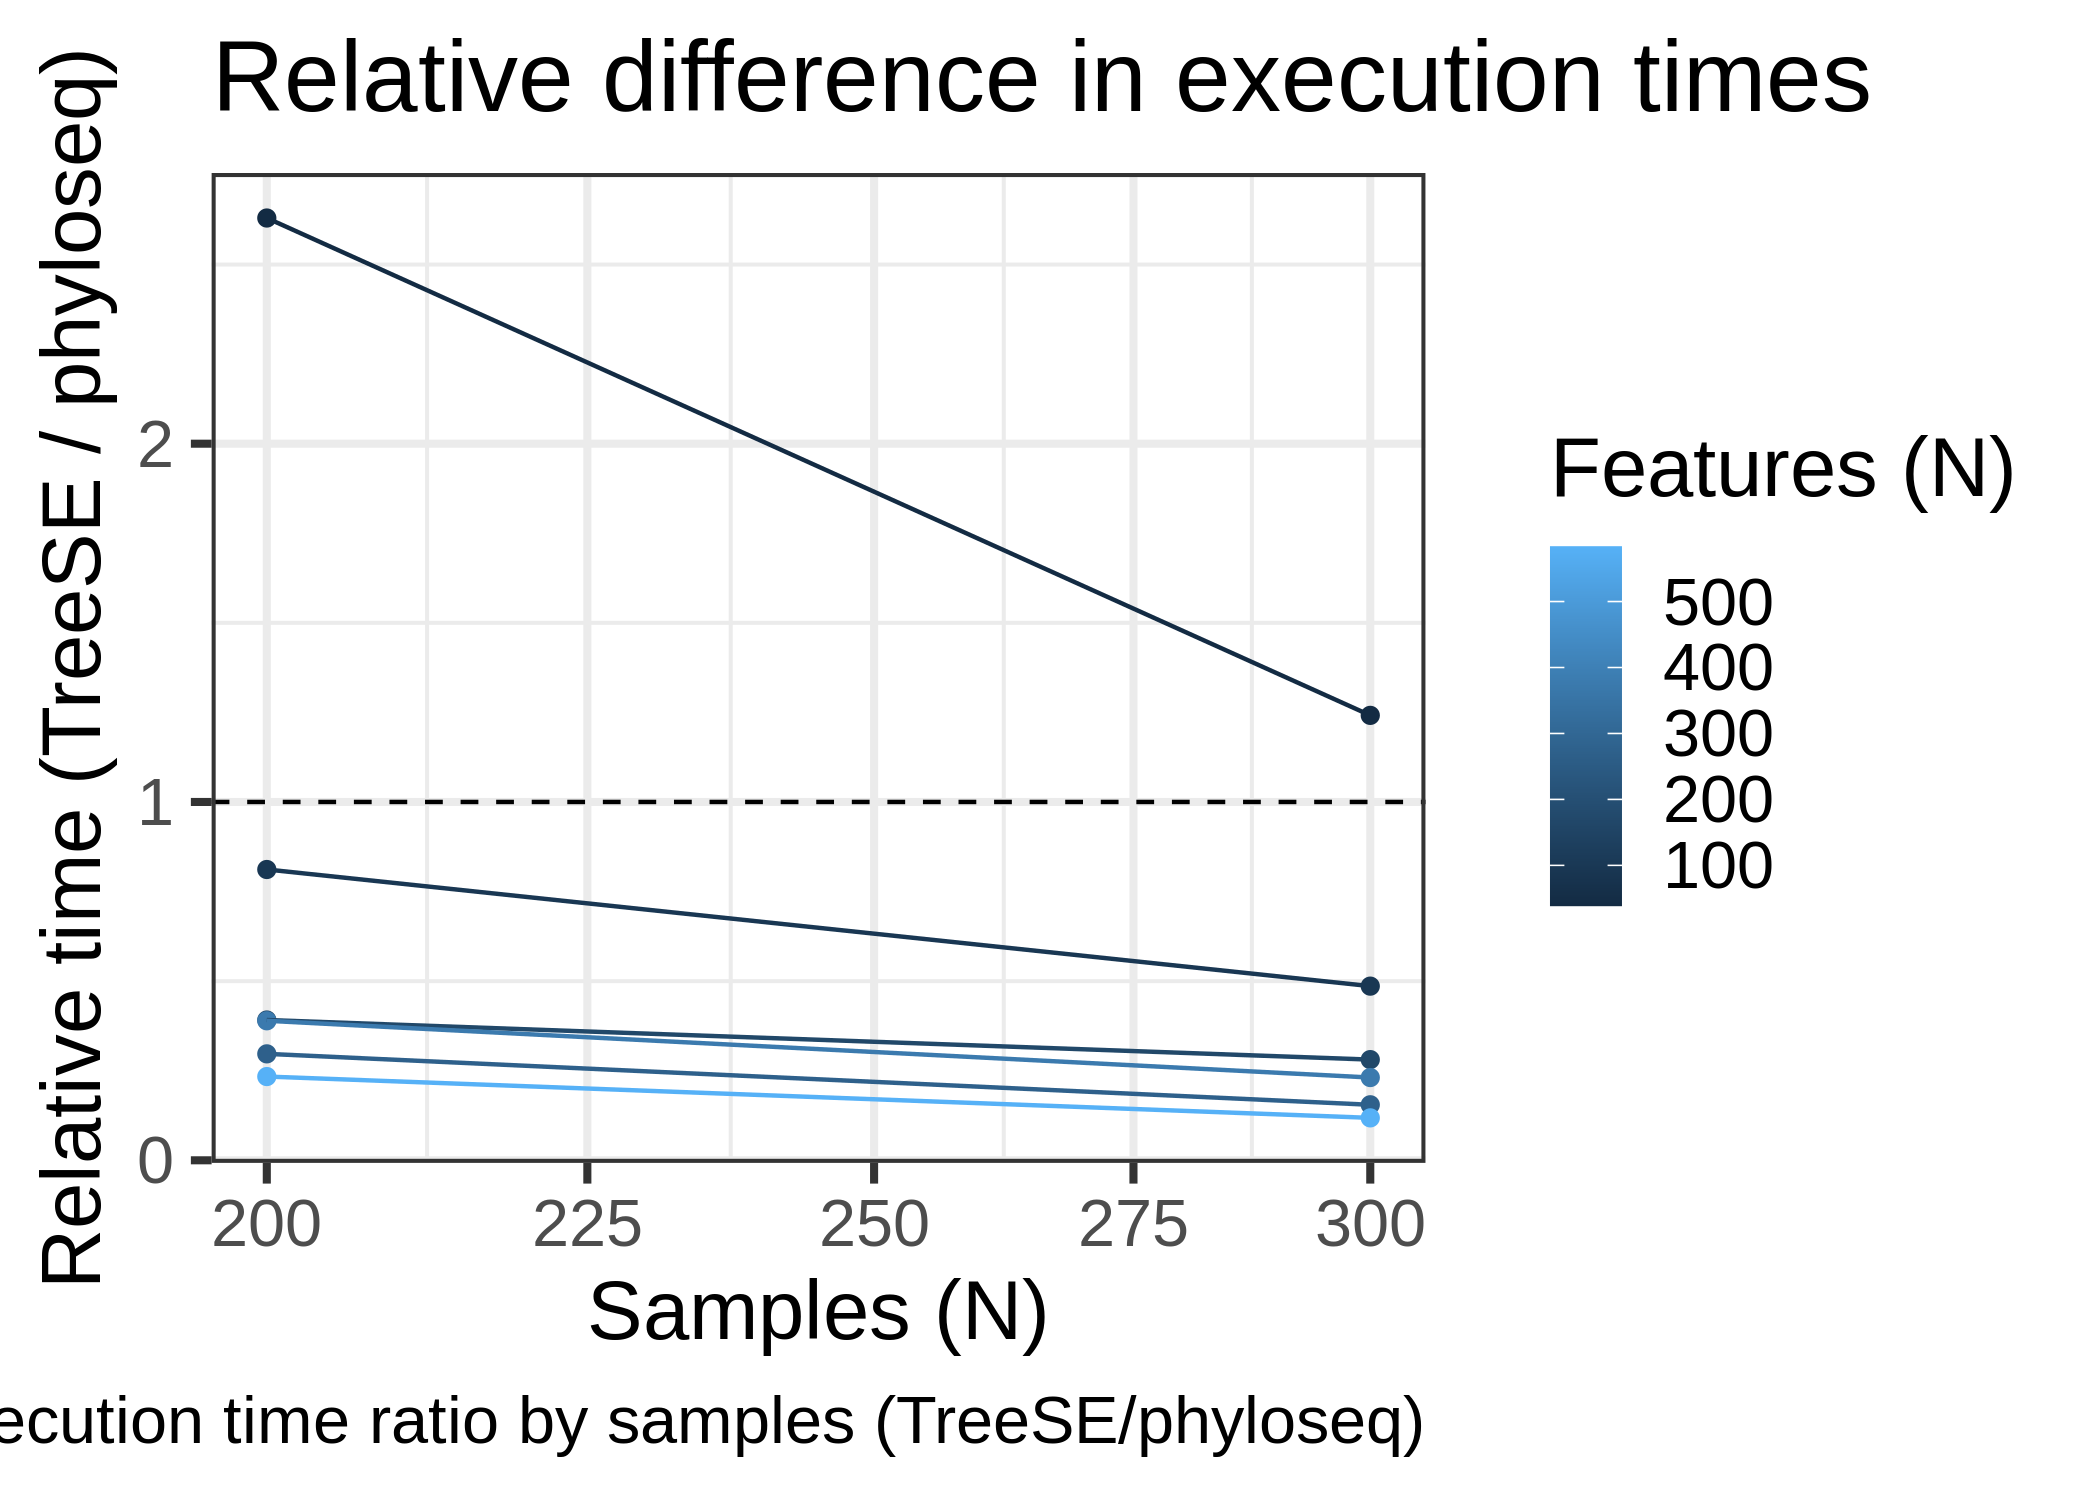 Relative difference in execution times
Relative time (TreeSE / phyloseq)
2
1
0
200 225 250 275 300
Samples (N)
Features (N)
500
400
300
200
100
ecution time ratio by samples (TreeSE/phyloseq)